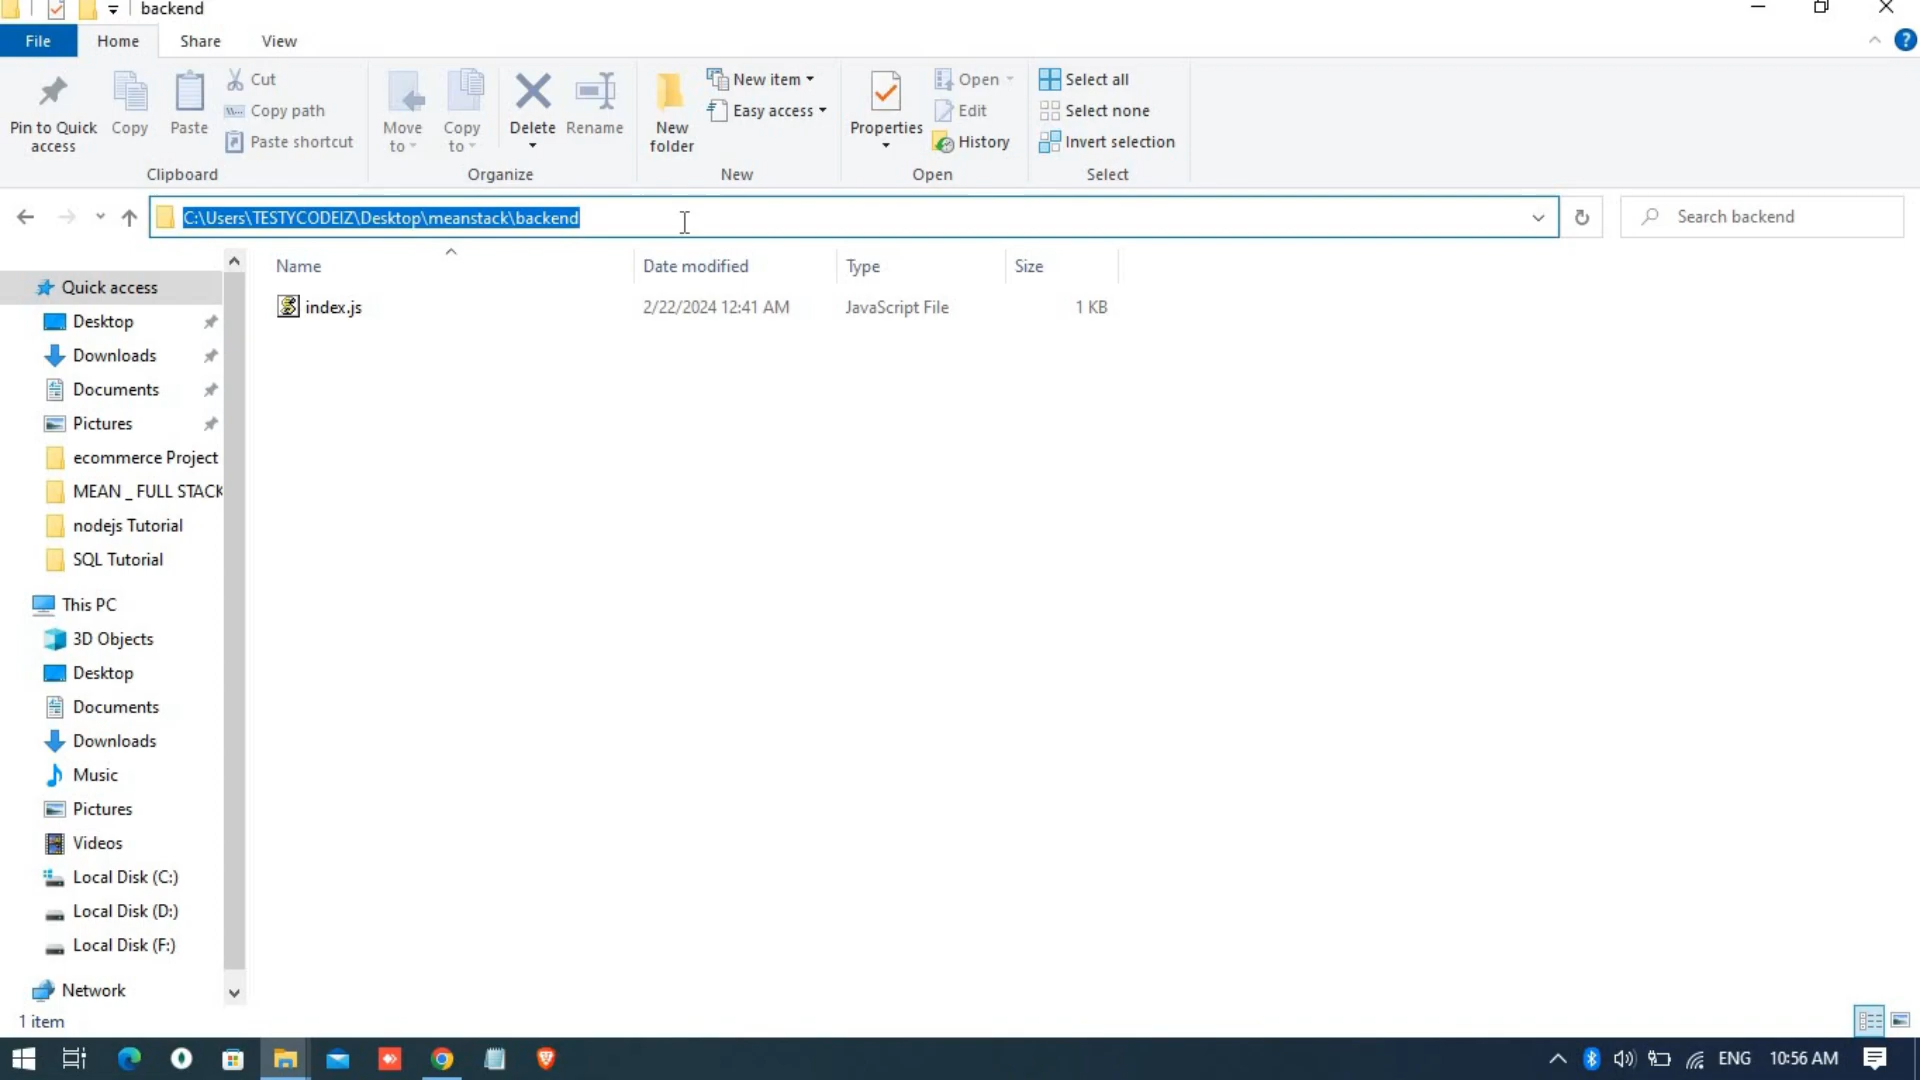 backend
File
Home
Share
View
?
Pin to Quick access
Copy
Paste
Cut
Copy path
Paste shortcut
Clipboard
Move to
Copy to
Delete
Rename
Organize
New folder
New item
Easy access
New
Properties
Open
Edit
History
Open
Select all
Select none
Invert selection
Select
C:\Users\TESTYCODEIZ\Desktop\meanstack\backend
Search backend
Name
Date modified
Type
Size
index.js
2/22/2024 12:41 AM
JavaScript File
1 KB
Quick access
Desktop
Downloads
Documents
Pictures
ecommerce Project
MEAN _ FULL STACK
nodejs Tutorial
SQL Tutorial
This PC
3D Objects
Desktop
Documents
Downloads
Music
Pictures
Videos
Local Disk (C:)
Local Disk (D:)
Local Disk (F:)
Network
1 item
ENG
10:56 AM